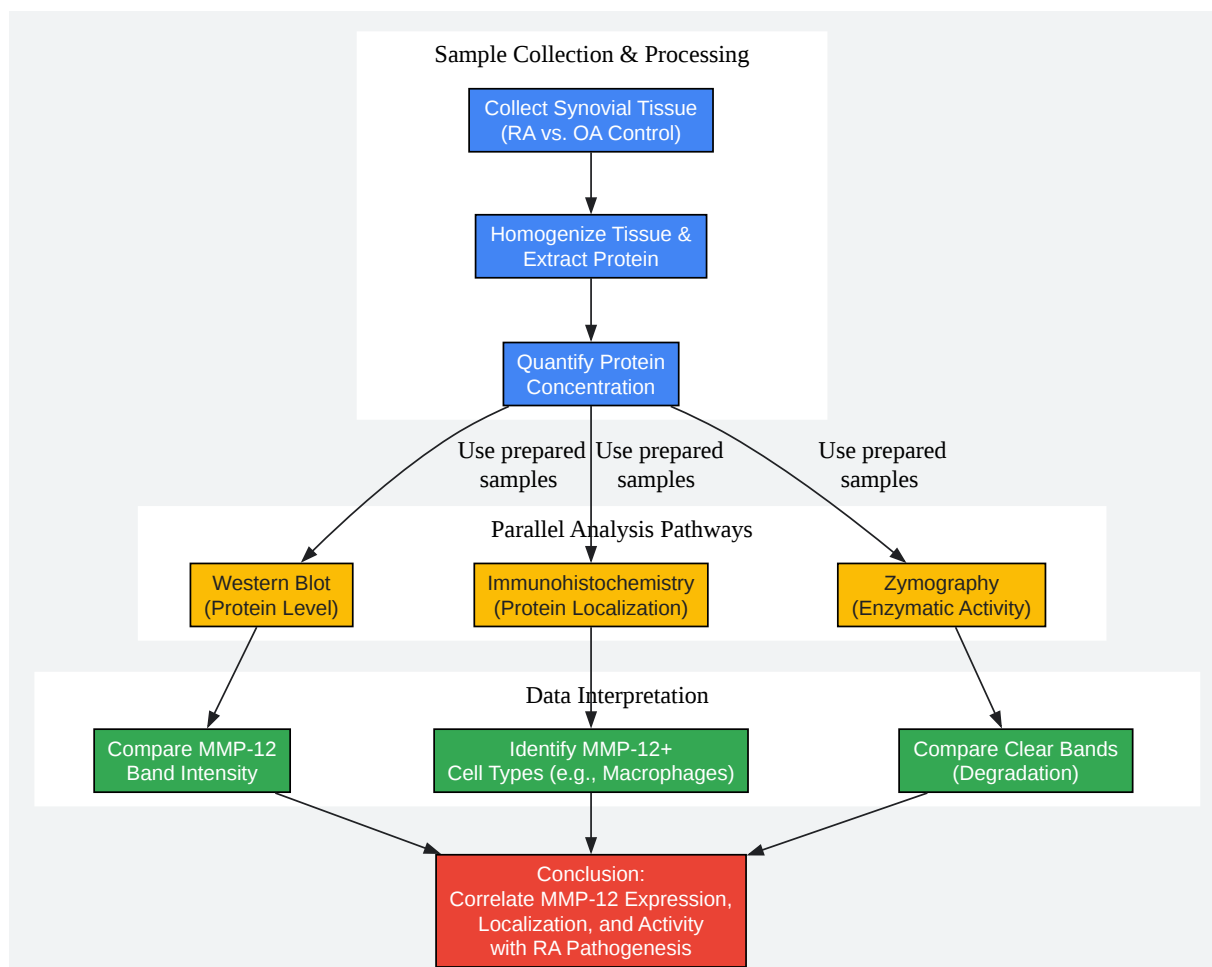 Sample Collection & Processing
Collect Synovial Tissue
(RA vs. OA Control)
Homogenize Tissue &
Extract Protein
Quantify Protein
Concentration
Use prepared
samples
Use prepared
samples
Use prepared
samples
Parallel Analysis Pathways
Western Blot
(Protein Level)
Immunohistochemistry
(Protein Localization)
Zymography
(Enzymatic Activity)
Data Interpretation
Compare MMP-12
Band Intensity
Identify MMP-12+
Cell Types (e.g., Macrophages)
Compare Clear Bands
(Degradation)
Conclusion:
Correlate MMP-12 Expression,
Localization, and Activity
with RA Pathogenesis